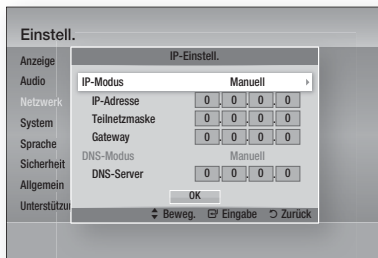 Einstell.
Anzeige
Audio
Netzwerk
System
Sprache
Sicherheit
Allgemein
Unterstützu
IP-Einstell.
IP-Modus Manuell
IP-Adresse 0 . 0 . 0 . 0
Teilnetzmaske 0 . 0 . 0 . 0
Gateway 0 . 0 . 0 . 0
DNS-Modus Manuell
DNS-Server 0 . 0 . 0 . 0
OK
Beweg. Eingabe Zurück